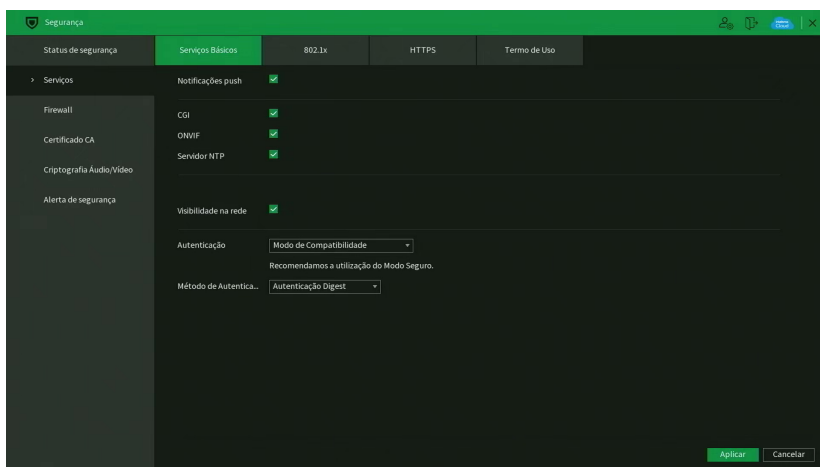 Segurança
Cloud
Status de segurança
Serviços Básicos
802.1x
HTTPS
Termo de Uso
Serviços
Firewall
Certificado CA
Criptografia Áudio/Vídeo
Alerta de segurança
Notificações push
CGI
ONVIF
Servidor NTP
Visibilidade na rede
Autenticação
Modo de Compatibilidade
Recomendamos a utilização do Modo Seguro.
Método de Autentica...
Autenticação Digest
Aplicar
Cancelar